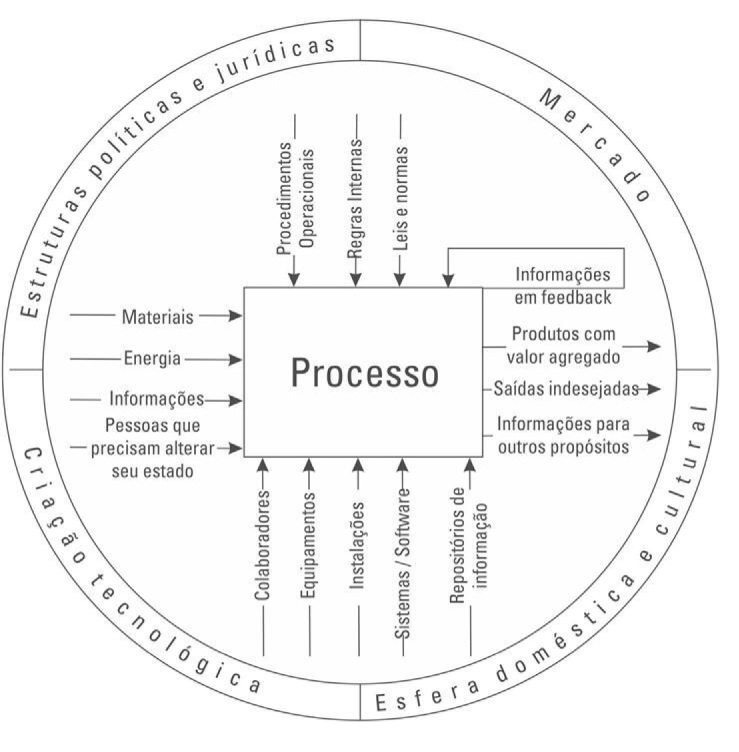 Estruturas políticas e jurídicas
Mercado
Procedimentos
Operacionais
Regras Internas
Leis e normas
Informações
em feedback
Materiais
Energia
Informações
Pessoas que
precisam alterar
seu estado
Processo
Produtos com
valor agregado
Saídas indesejadas
Informações para
outros propósitos
Colaboradores
Equipamentos
Instalações
Sistemas / Software
Repositórios de
informação
Criação tecnológica
Esfera doméstica e cultural